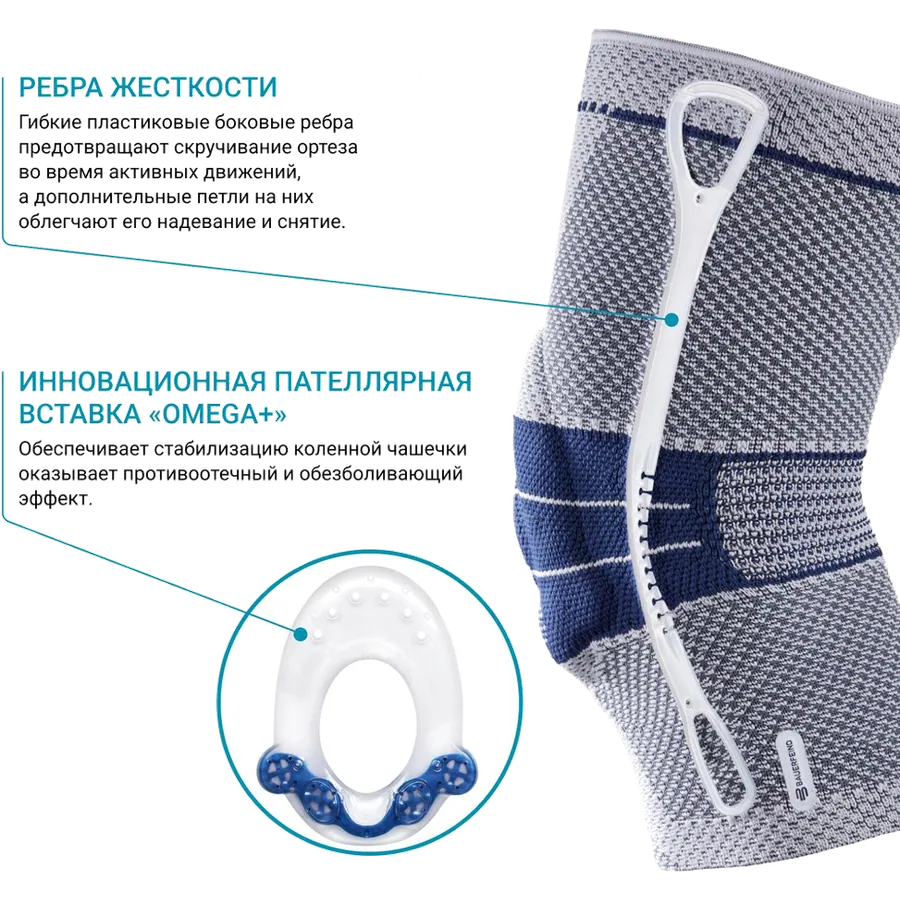 РЕБРА ЖЕСТКОСТИ
Гибкие пластиковые боковые ребра
предотвращают скручивание ортеза
во время активных движений,
а дополнительные петли на них
облегчают его надевание и снятие.
ИННОВАЦИОННАЯ ПАТЕЛЛЯРНАЯ
ВСТАВКА «OMEGA+»
Обеспечивает стабилизацию коленной чашечки
оказывает противоотечный и обезболивающий
эффект.
BAUERFEIND